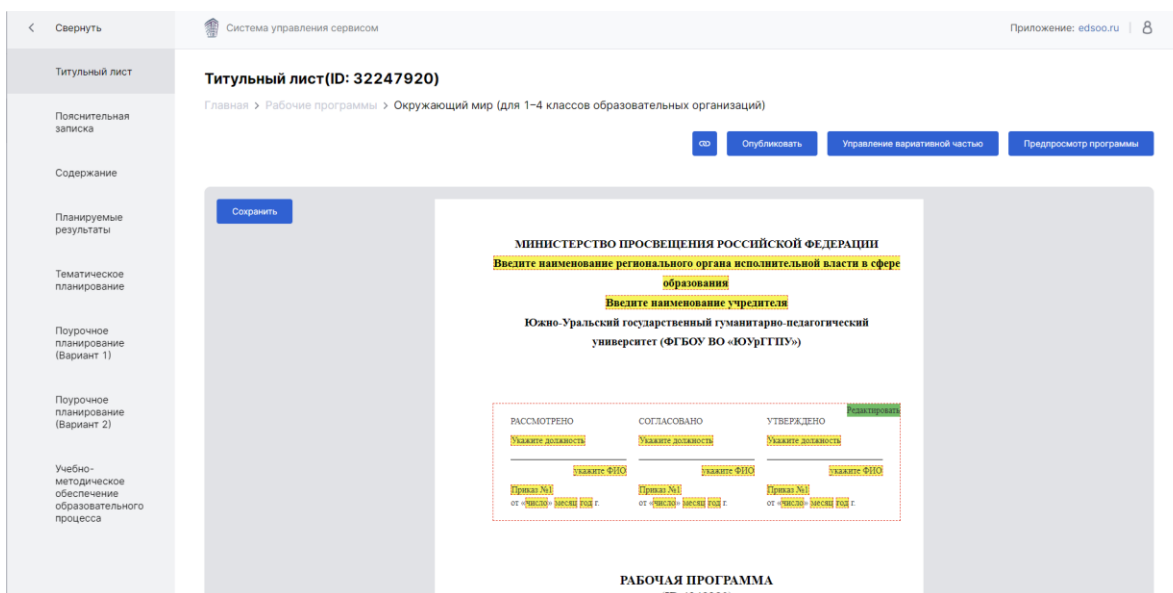 Свернуть
Система управления сервисом
Приложение: edsoo.ru
Титульный лист
Пояснительная
записка
Содержание
Планируемые
результаты
Тематическое
планирование
Поурочное
планирование
(Вариант 1)
Поурочное
планирование
(Вариант 2)
Учебно-
методическое
обеспечение
образовательного
процесса
Титульный лист(ID: 32247920)
Главная > Рабочие программы > Окружающий мир (для 1–4 классов образовательных организаций)
Опубликовать
Управление вариативной частью
Предпросмотр программы
Сохранить
МИНИСТЕРСТВО ПРОСВЕЩЕНИЯ РОССИЙСКОЙ ФЕДЕРАЦИИ
Введите наименование регионального органа исполнительной власти в сфере
образования
Введите наименование учредителя
Южно-Уральский государственный гуманитарно-педагогический
университет (ФГБОУ ВО «ЮУрГГПУ»)
Редактировать
РАССМОТРЕНО СОГЛАСОВАНО УТВЕРЖДЕНО
Укажите должность Укажите должность Укажите должность
укажите ФИО укажите ФИО укажите ФИО
Приказ №1 Приказ №1 Приказ №1
от «число» месяц год г. от «число» месяц год г. от «число» месяц год г.
РАБОЧАЯ ПРОГРАММА